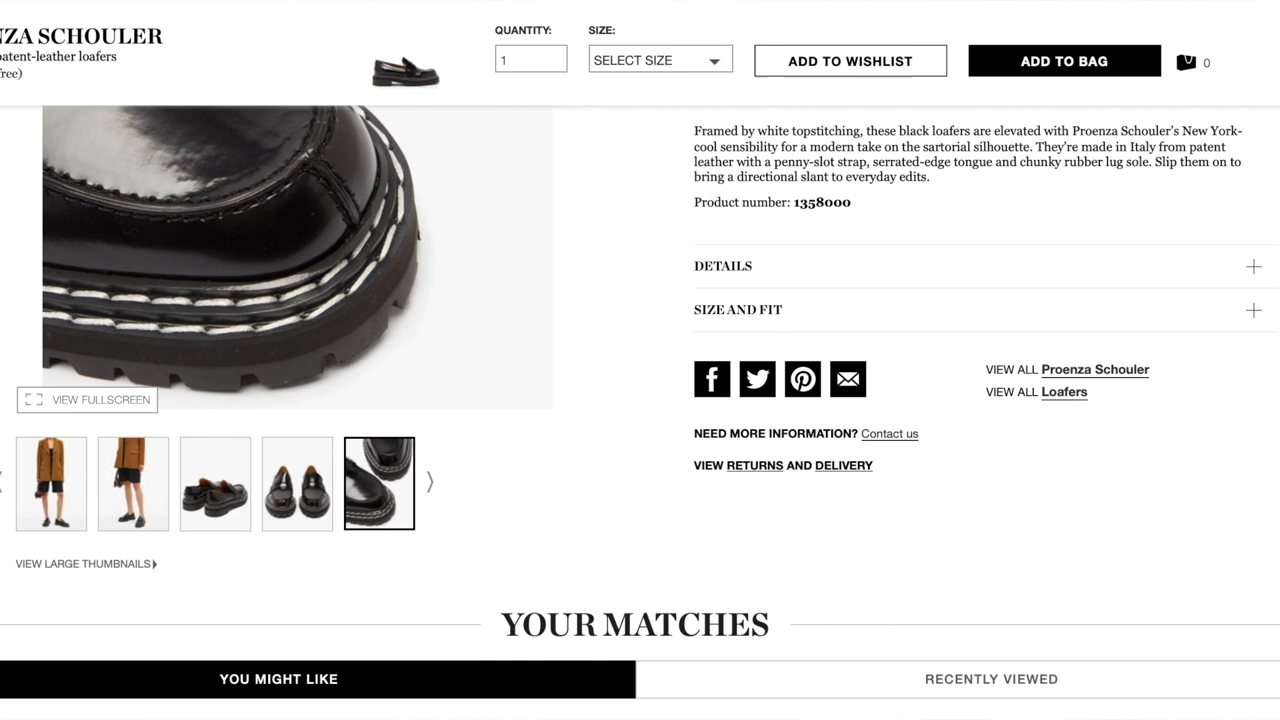 NZA SCHOULER
patent-leather loafers
free)
QUANTITY:
1
SIZE:
SELECT SIZE
ADD TO WISHLIST
ADD TO BAG
0
Framed by white topstitching, these black loafers are elevated with Proenza Schouler’s New York-
cool sensibility for a modern take on the sartorial silhouette. They’re made in Italy from patent
leather with a penny-slot strap, serrated-edge tongue and chunky rubber lug sole. Slip them on to
bring a directional slant to everyday edits.
Product number: 1358000
DETAILS
SIZE AND FIT
VIEW ALL Proenza Schouler
VIEW ALL Loafers
NEED MORE INFORMATION? Contact us
VIEW RETURNS AND DELIVERY
VIEW FULLSCREEN
VIEW LARGE THUMBNAILS
YOUR MATCHES
YOU MIGHT LIKE
RECENTLY VIEWED